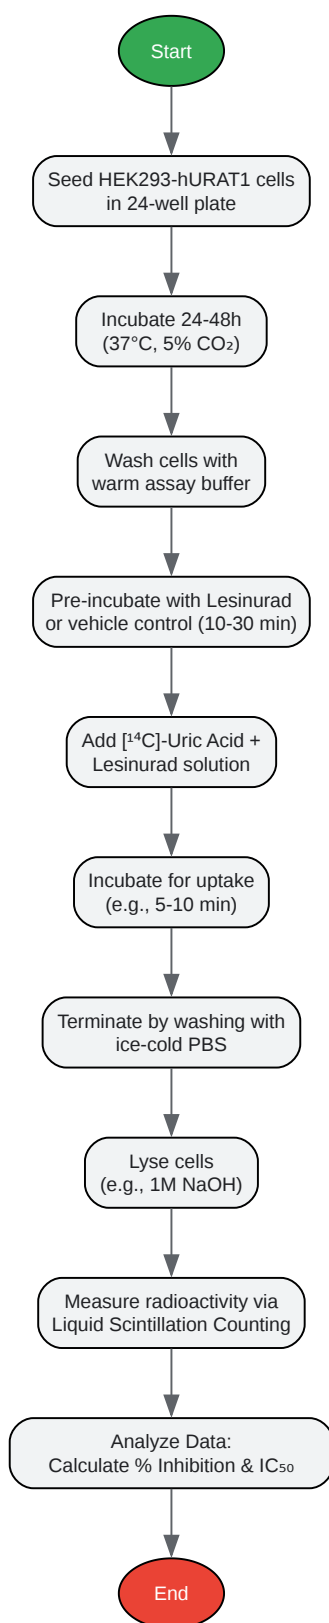 Start
Seed HEK293-hURAT1 cells
in 24-well plate
Incubate 24-48h
(37°C, 5% CO₂)
Wash cells with
warm assay buffer
Pre-incubate with Lesinurad
or vehicle control (10-30 min)
Add [¹⁴C]-Uric Acid +
Lesinurad solution
Incubate for uptake
(e.g., 5-10 min)
Terminate by washing with
ice-cold PBS
Lyse cells
(e.g., 1M NaOH)
Measure radioactivity via
Liquid Scintillation Counting
Analyze Data:
Calculate % Inhibition & IC₅₀
End